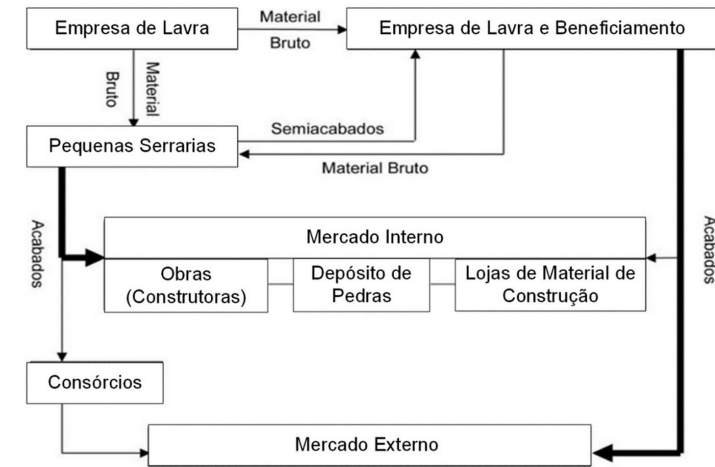 Empresa de Lavra
Material
Bruto
Empresa de Lavra e Beneficiamento
Material
Bruto
Pequenas Serrarias
Semiacabados
Material Bruto
Acabados
Mercado Interno
Acabados
Obras
(Construtoras)
Depósito de
Pedras
Lojas de Material de
Construção
Consórcios
Mercado Externo